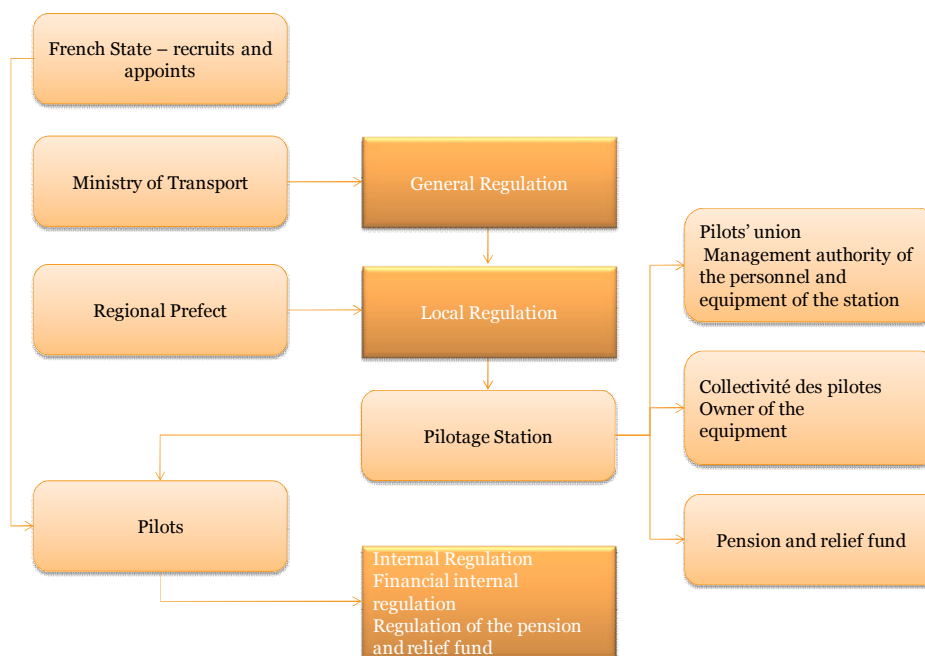 French State – recruits and
appoints
Ministry of Transport
General Regulation
Regional Prefect
Local Regulation
Pilots’ union
Management authority of
the personnel and
equipment of the station
Collectivité des pilotes
Owner of the
equipment
Pilotage Station
Pilots
Pension and relief fund
Internal Regulation
Financial internal
regulation
Regulation of the pension
and relief fund